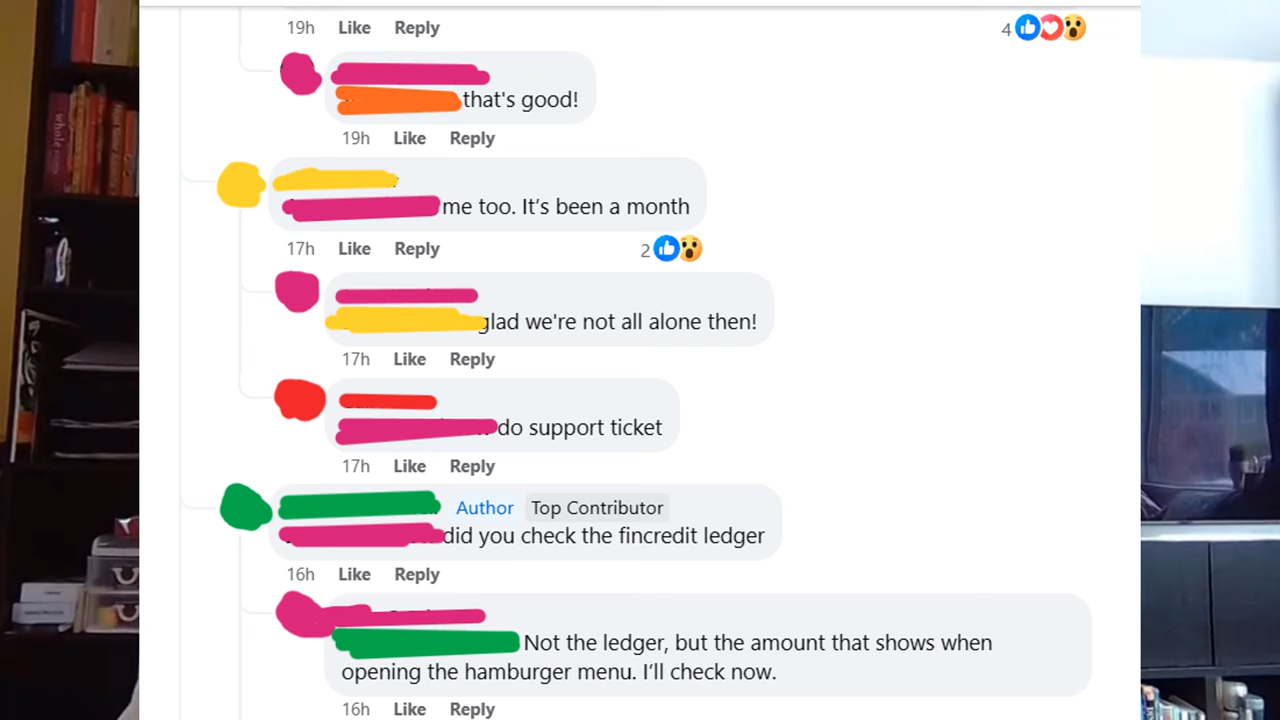 19h Like Reply 4
that's good!
19h Like Reply
me too. It’s been a month
17h Like Reply 2
glad we're not all alone then!
17h Like Reply
do support ticket
17h Like Reply
Author Top Contributor
did you check the fincredit ledger
16h Like Reply
Not the ledger, but the amount that shows when
opening the hamburger menu. I’ll check now.
16h Like Reply
whale